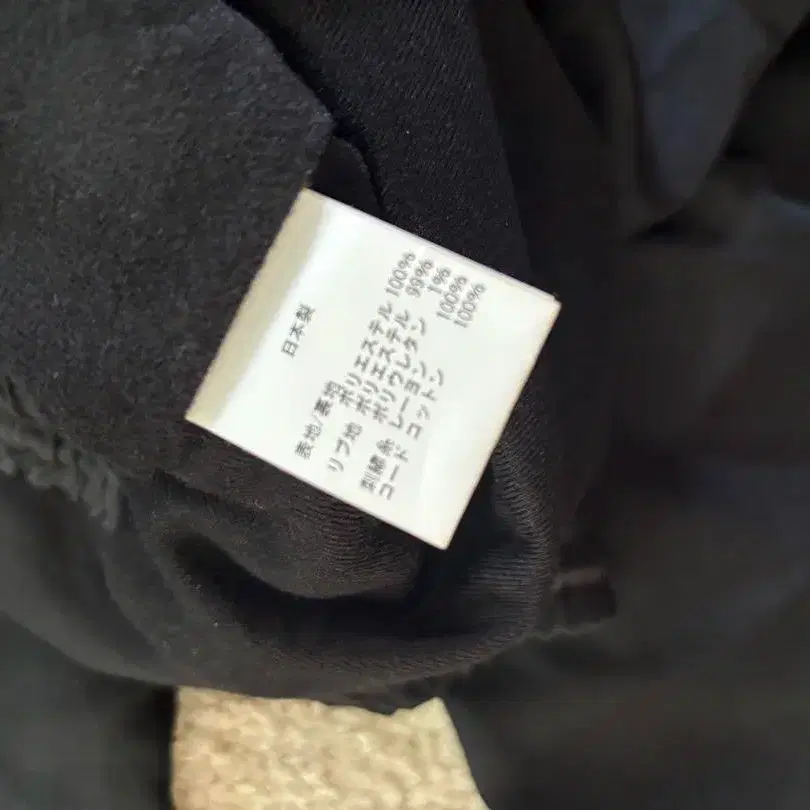 表地/裏地 ポリエステル 100%
リブ地 ポリエステル 99%
ポリウレタン 1%
刺繍糸 レーヨン 100%
コード コットン 100%
日本製